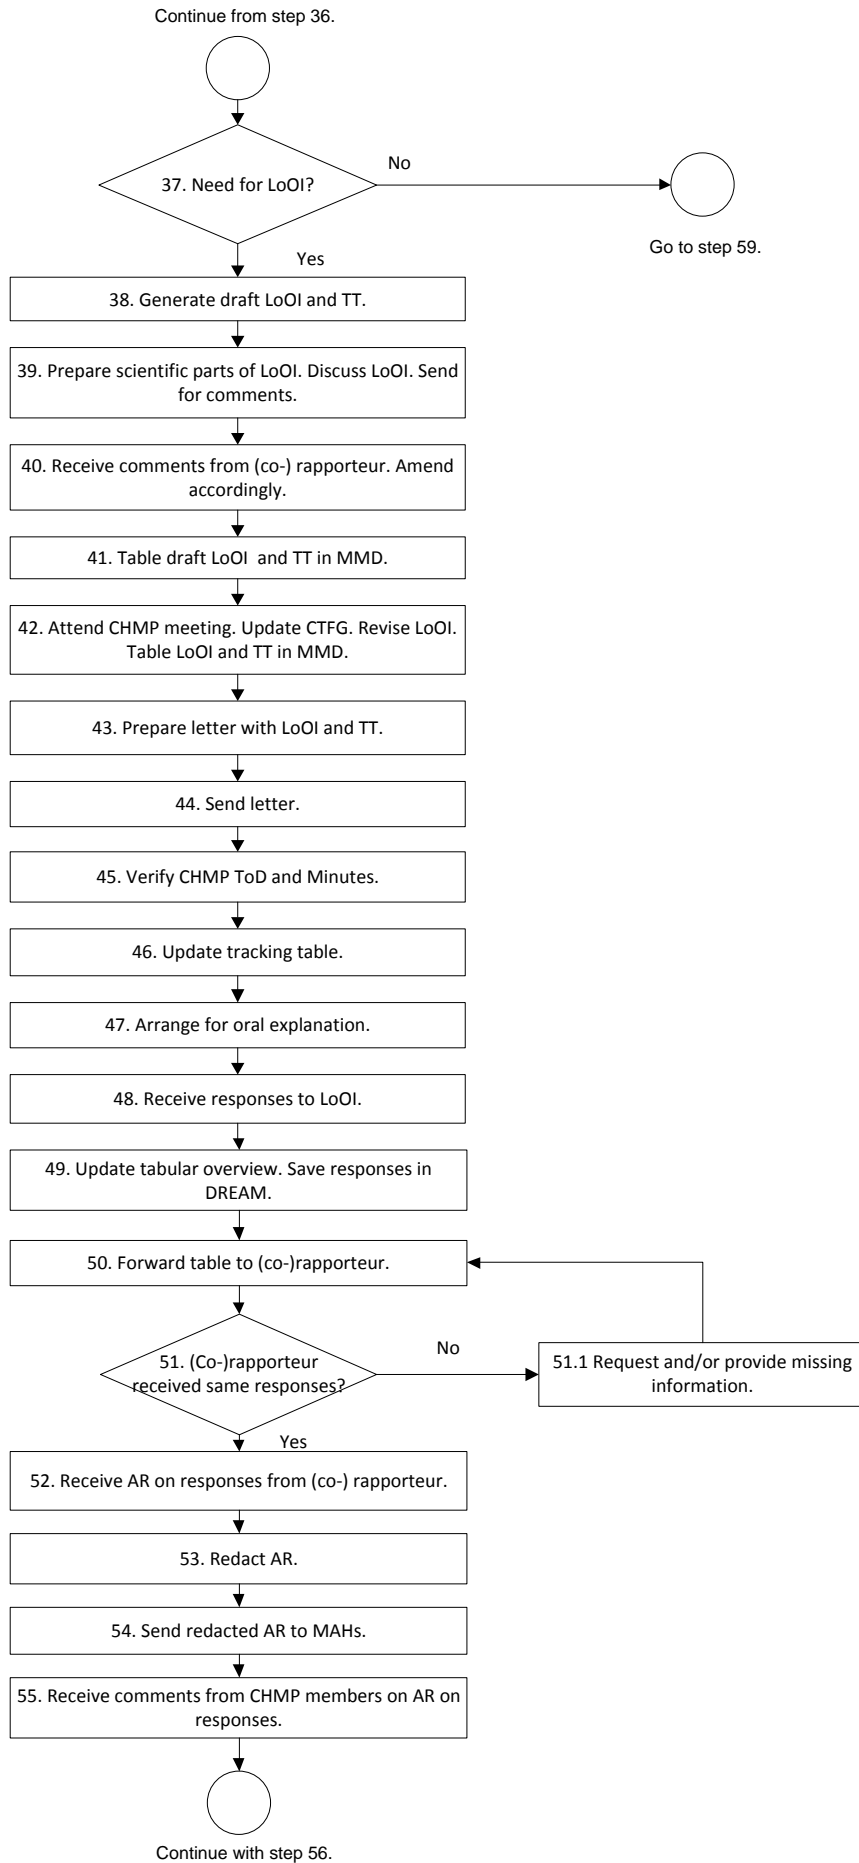 Continue from step 36.
37. Need for LoOI?
No
Go to step 59.
Yes
38. Generate draft LoOI and TT.
39. Prepare scientific parts of LoOI. Discuss LoOI. Send
for comments.
40. Receive comments from (co-) rapporteur. Amend
accordingly.
41. Table draft LoOI  and TT in MMD.
42. Attend CHMP meeting. Update CTFG. Revise LoOI.
Table LoOI and TT in MMD.
43. Prepare letter with LoOI and TT.
44. Send letter.
45. Verify CHMP ToD and Minutes.
46. Update tracking table.
47. Arrange for oral explanation.
48. Receive responses to LoOI.
49. Update tabular overview. Save responses in
DREAM.
50. Forward table to (co-)rapporteur.
51. (Co-)rapporteur
received same responses?
No
51.1 Request and/or provide missing
information.
Yes
52. Receive AR on responses from (co-) rapporteur.
53. Redact AR.
54. Send redacted AR to MAHs.
55. Receive comments from CHMP members on AR on
responses.
Continue with step 56.